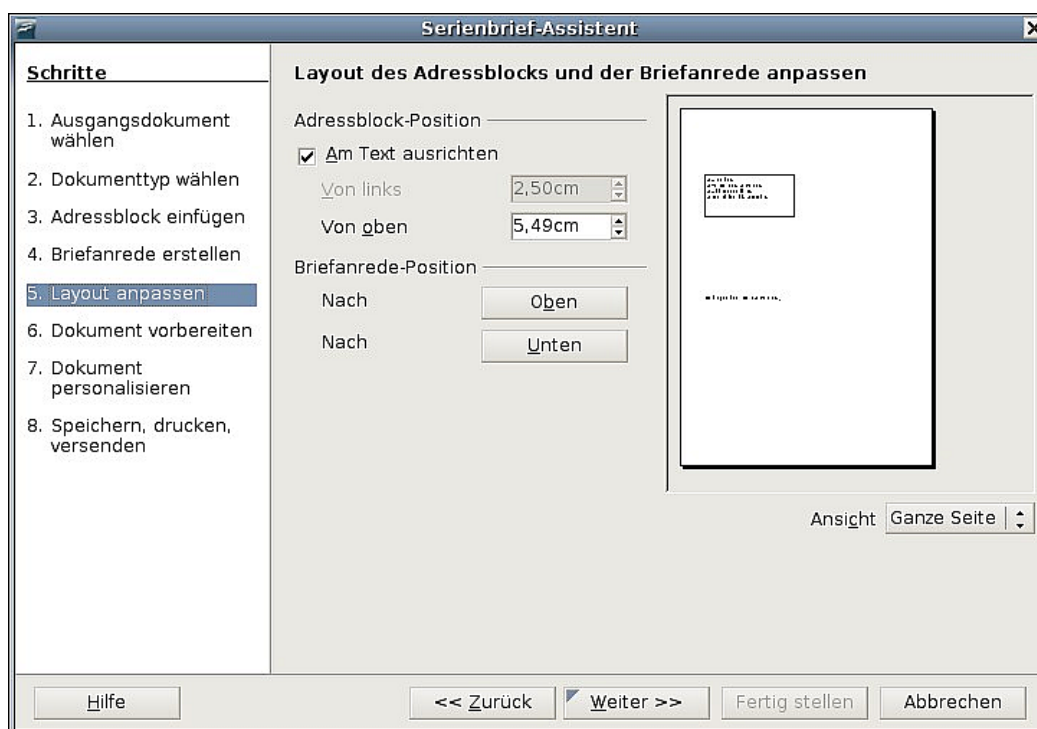 Serienbrief-Assistent
Schritte
1. Ausgangsdokument
wählen
2. Dokumenttyp wählen
3. Adressblock einfügen
4. Briefanrede erstellen
5. Layout anpassen
6. Dokument vorbereiten
7. Dokument
personalisieren
8. Speichern, drucken,
versenden
Layout des Adressblocks und der Briefanrede anpassen
Adressblock-Position
Am Text ausrichten
Von links 2,50cm
Von oben 5,49cm
Briefanrede-Position
Nach Oben
Nach Unten
Ansicht Ganze Seite
Hilfe << Zurück Weiter >> Fertig stellen Abbrechen